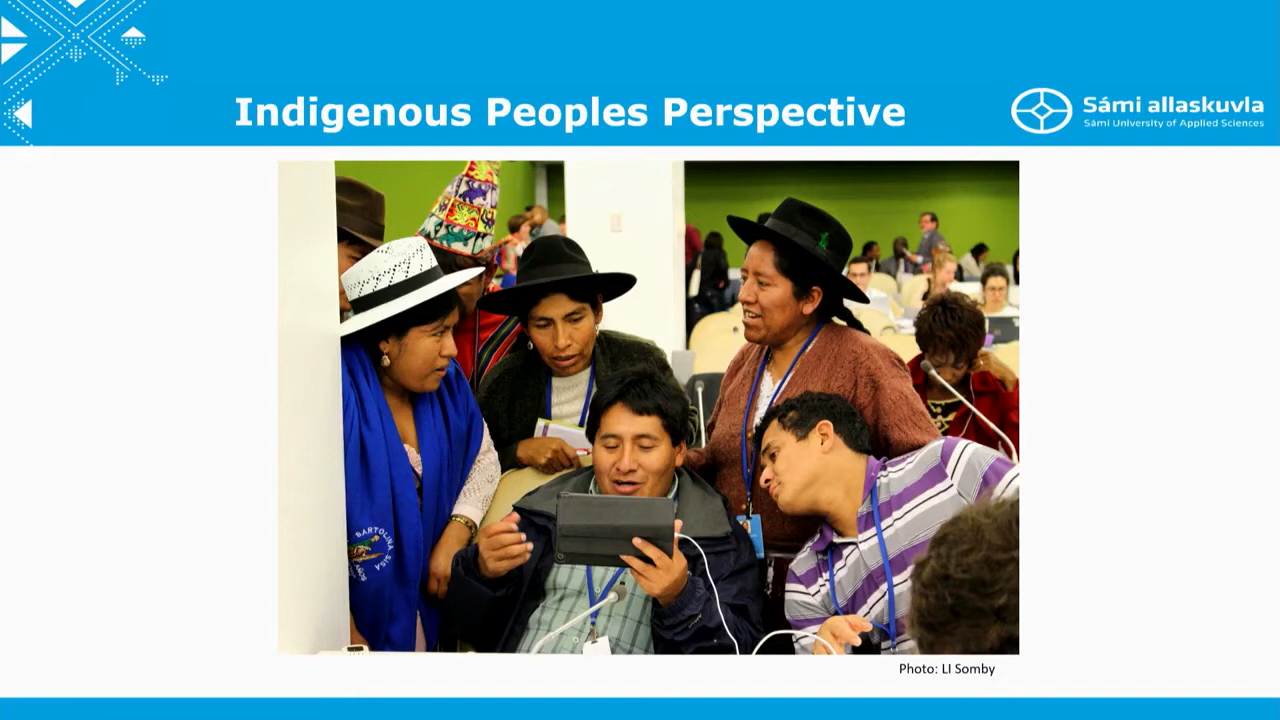 Indigenous Peoples Perspective
Sámi allaskuvla
Sámi University of Applied Sciences
BARTOLINA SISA
Photo: LI Somby